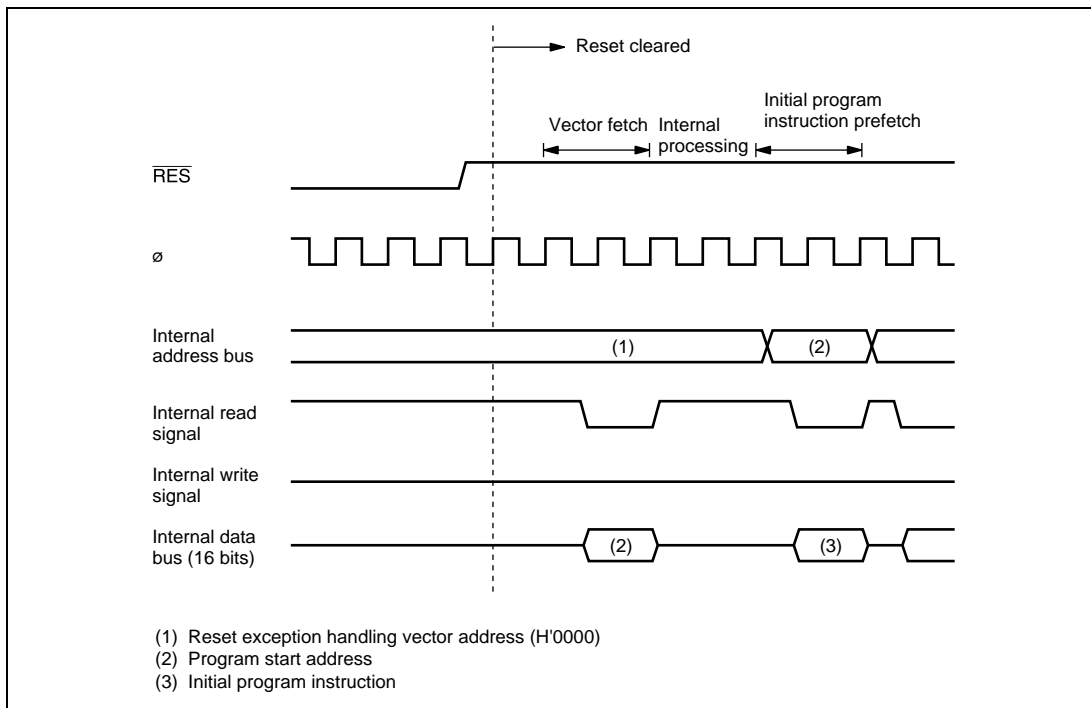 Reset cleared
Initial program
instruction prefetch
Vector fetch
Internal
processing
RES
ø
Internal
address bus
(1)
(2)
Internal read
signal
Internal write
signal
Internal data
bus (16 bits)
(2)
(3)
(1) Reset exception handling vector address (H'0000)
(2) Program start address
(3) Initial program instruction